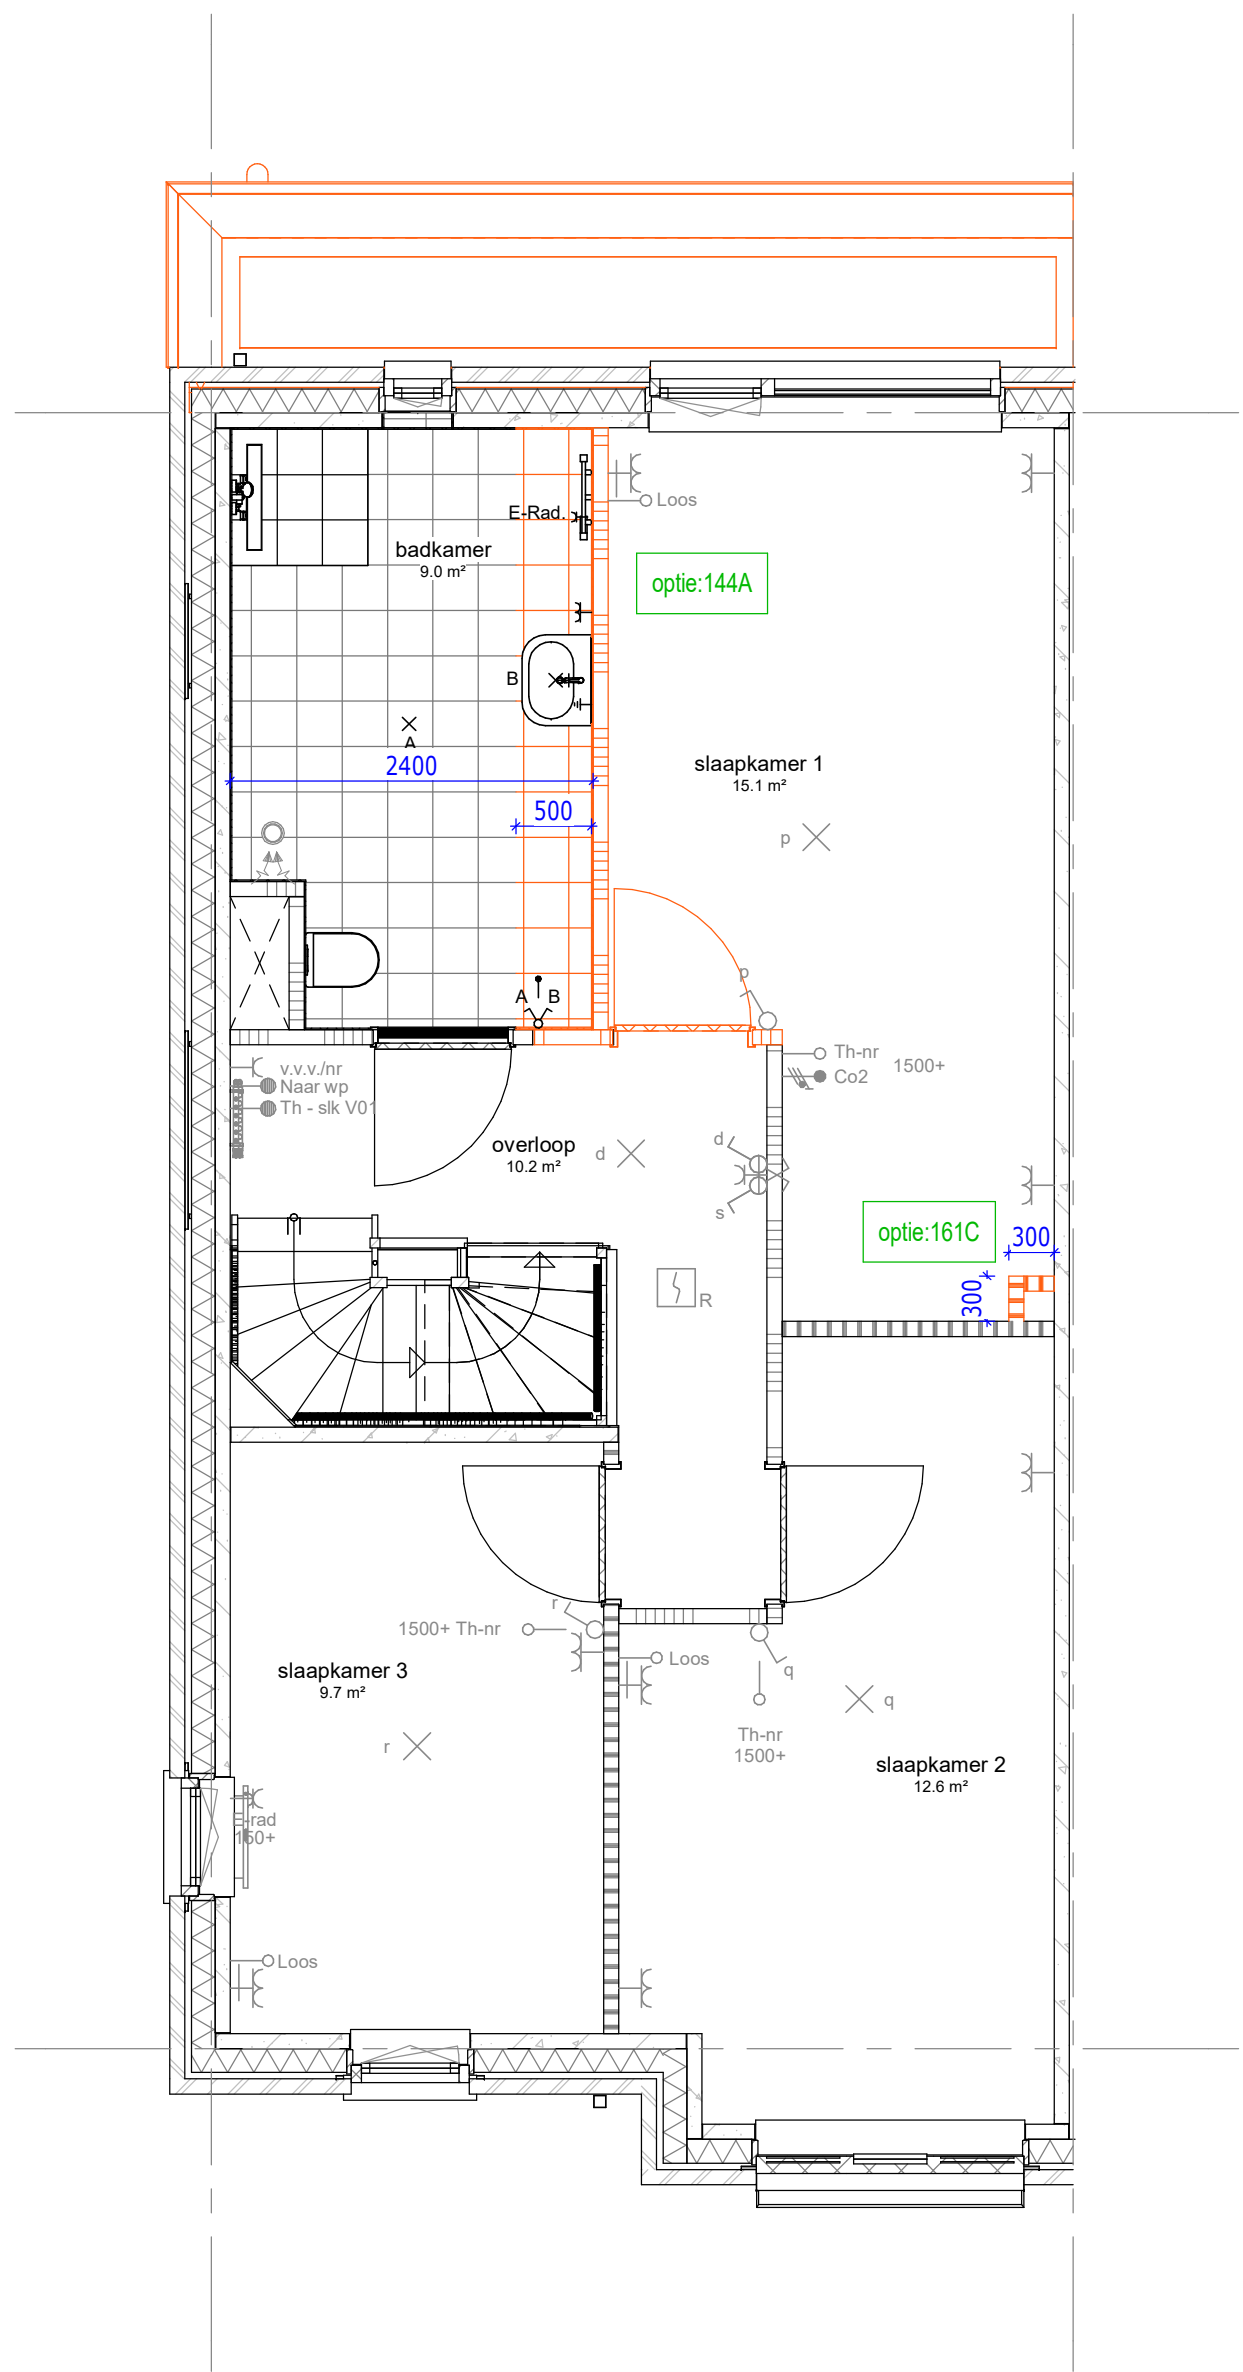 Loos
E-Rad.
badkamer
9.0 m²
optie:144A
B
A
2400
slaapkamer 1
15.1 m²
500
p
p
A B
Th-nr 1500+
Co2
v.v.v./nr
Naar wp
Th - slk V01
overloop
10.2 m²
d
d
s
optie:161C
300
300
R
r
1500+ Th-nr
Loos
q
slaapkamer 3
9.7 m²
q
Th-nr
1500+
r
slaapkamer 2
12.6 m²
E-rad
150+
Loos